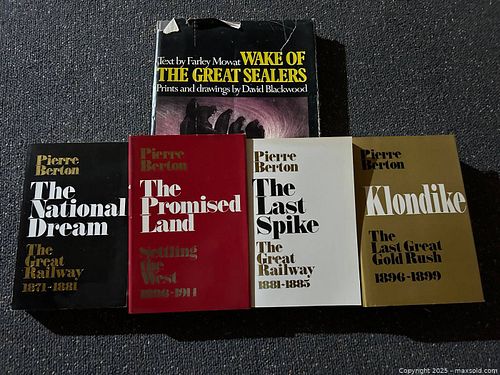 Text by Farley Mowat WAKE OF
THE GREAT SEALERS
Prints and drawings by David Blackwood
Pierre
Berton
The
National
Dream
The
Great
Railway
1871-1881
Pierre
Berton
The
Promised
Land
Settling
the
West
1896-1914
Pierre
Berton
The
Last
Spike
The
Great
Railway
1881-1885
Pierre
Berton
Klondike
The
Last Great
Gold Rush
1896-1899
Copyright 2025 - maxsold.com